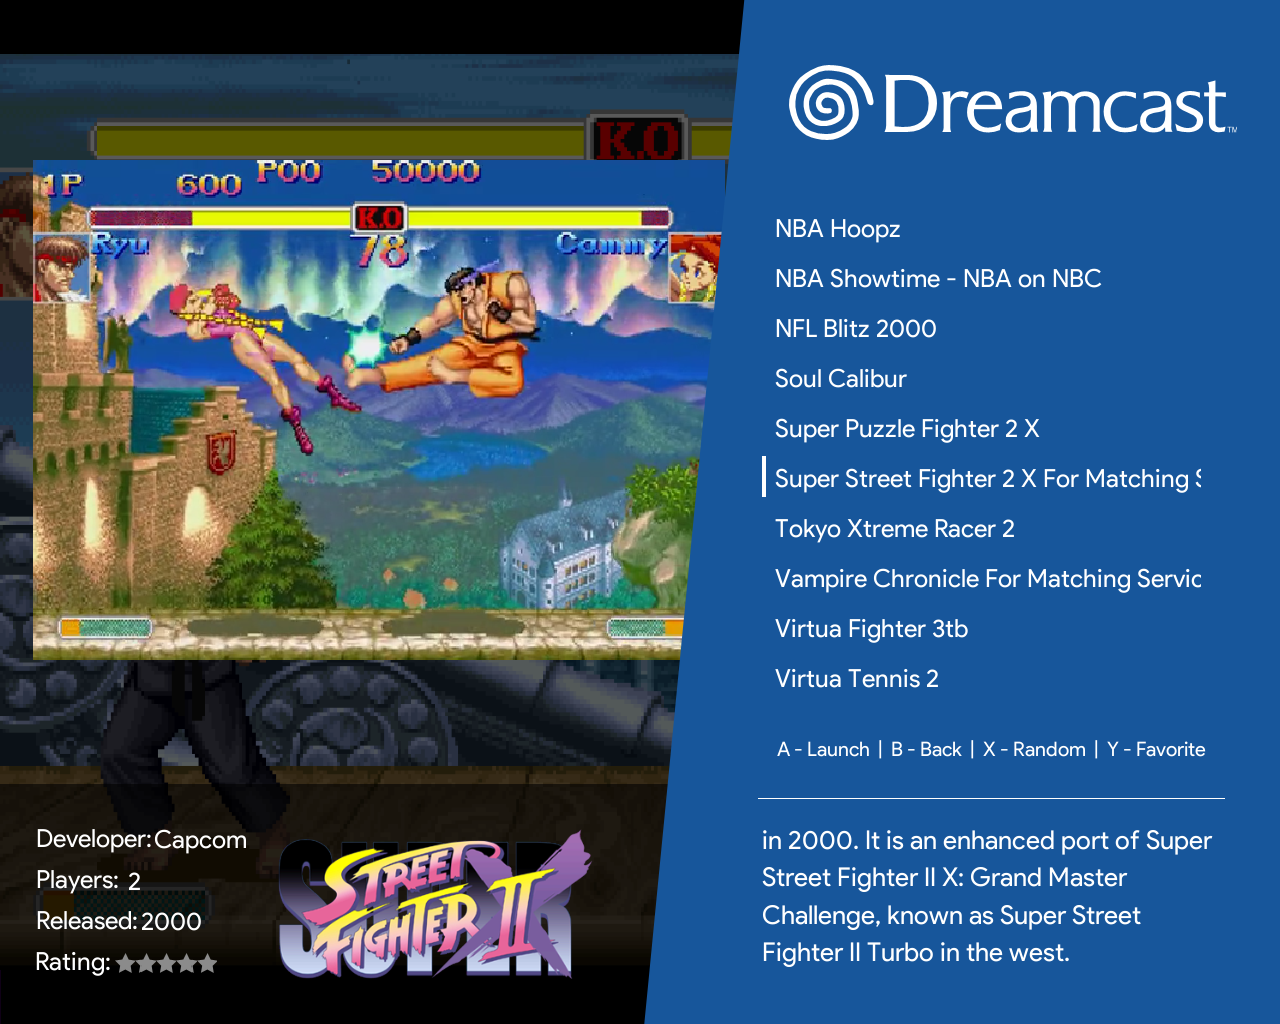 Dreamcast™
K.O
1P 600 P00 50000
K.O
Ryu 78 Cammy
NBA Hoopz
NBA Showtime - NBA on NBC
NFL Blitz 2000
Soul Calibur
Super Puzzle Fighter 2 X
Super Street Fighter 2 X For Matching S
Tokyo Xtreme Racer 2
Vampire Chronicle For Matching Servic
Virtua Fighter 3tb
Virtua Tennis 2
A - Launch | B - Back | X - Random | Y - Favorite
Developer: Capcom
Players: 2
Released: 2000
Rating:
SUPER
STREET
FIGHTER II X
in 2000. It is an enhanced port of Super
Street Fighter II X: Grand Master
Challenge, known as Super Street
Fighter II Turbo in the west.